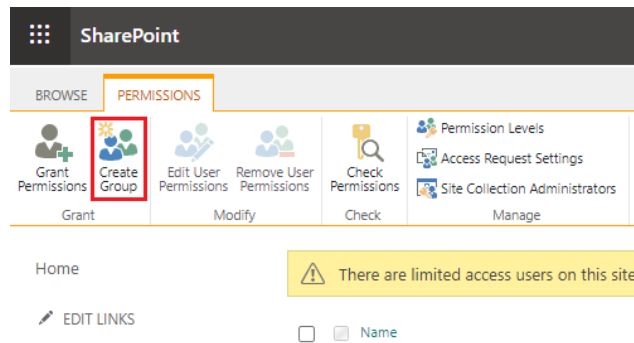 SharePoint
BROWSE PERMISSIONS
Grant Permissions
Create Group
Edit User Permissions
Remove User Permissions
Check Permissions
Permission Levels
Access Request Settings
Site Collection Administrators
Grant Modify Check Manage
Home
There are limited access users on this site
EDIT LINKS
Name